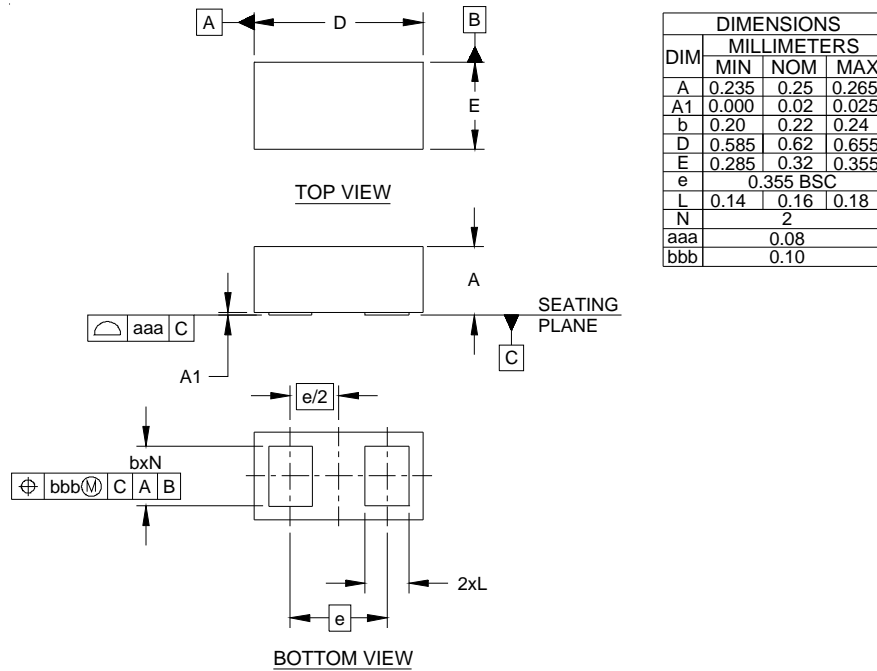 A
D
B
E
TOP VIEW
A
SEATING
PLANE
⌓ aaa C
A1
C
e/2
bxN
⌖ bbbⓂ C A B
2xL
e
BOTTOM VIEW
DIMENSIONS
DIM MILLIMETERS
MIN NOM MAX
A 0.235 0.25 0.265
A1 0.000 0.02 0.025
b 0.20 0.22 0.24
D 0.585 0.62 0.655
E 0.285 0.32 0.355
e 0.355 BSC
L 0.14 0.16 0.18
N 2
aaa 0.08
bbb 0.10